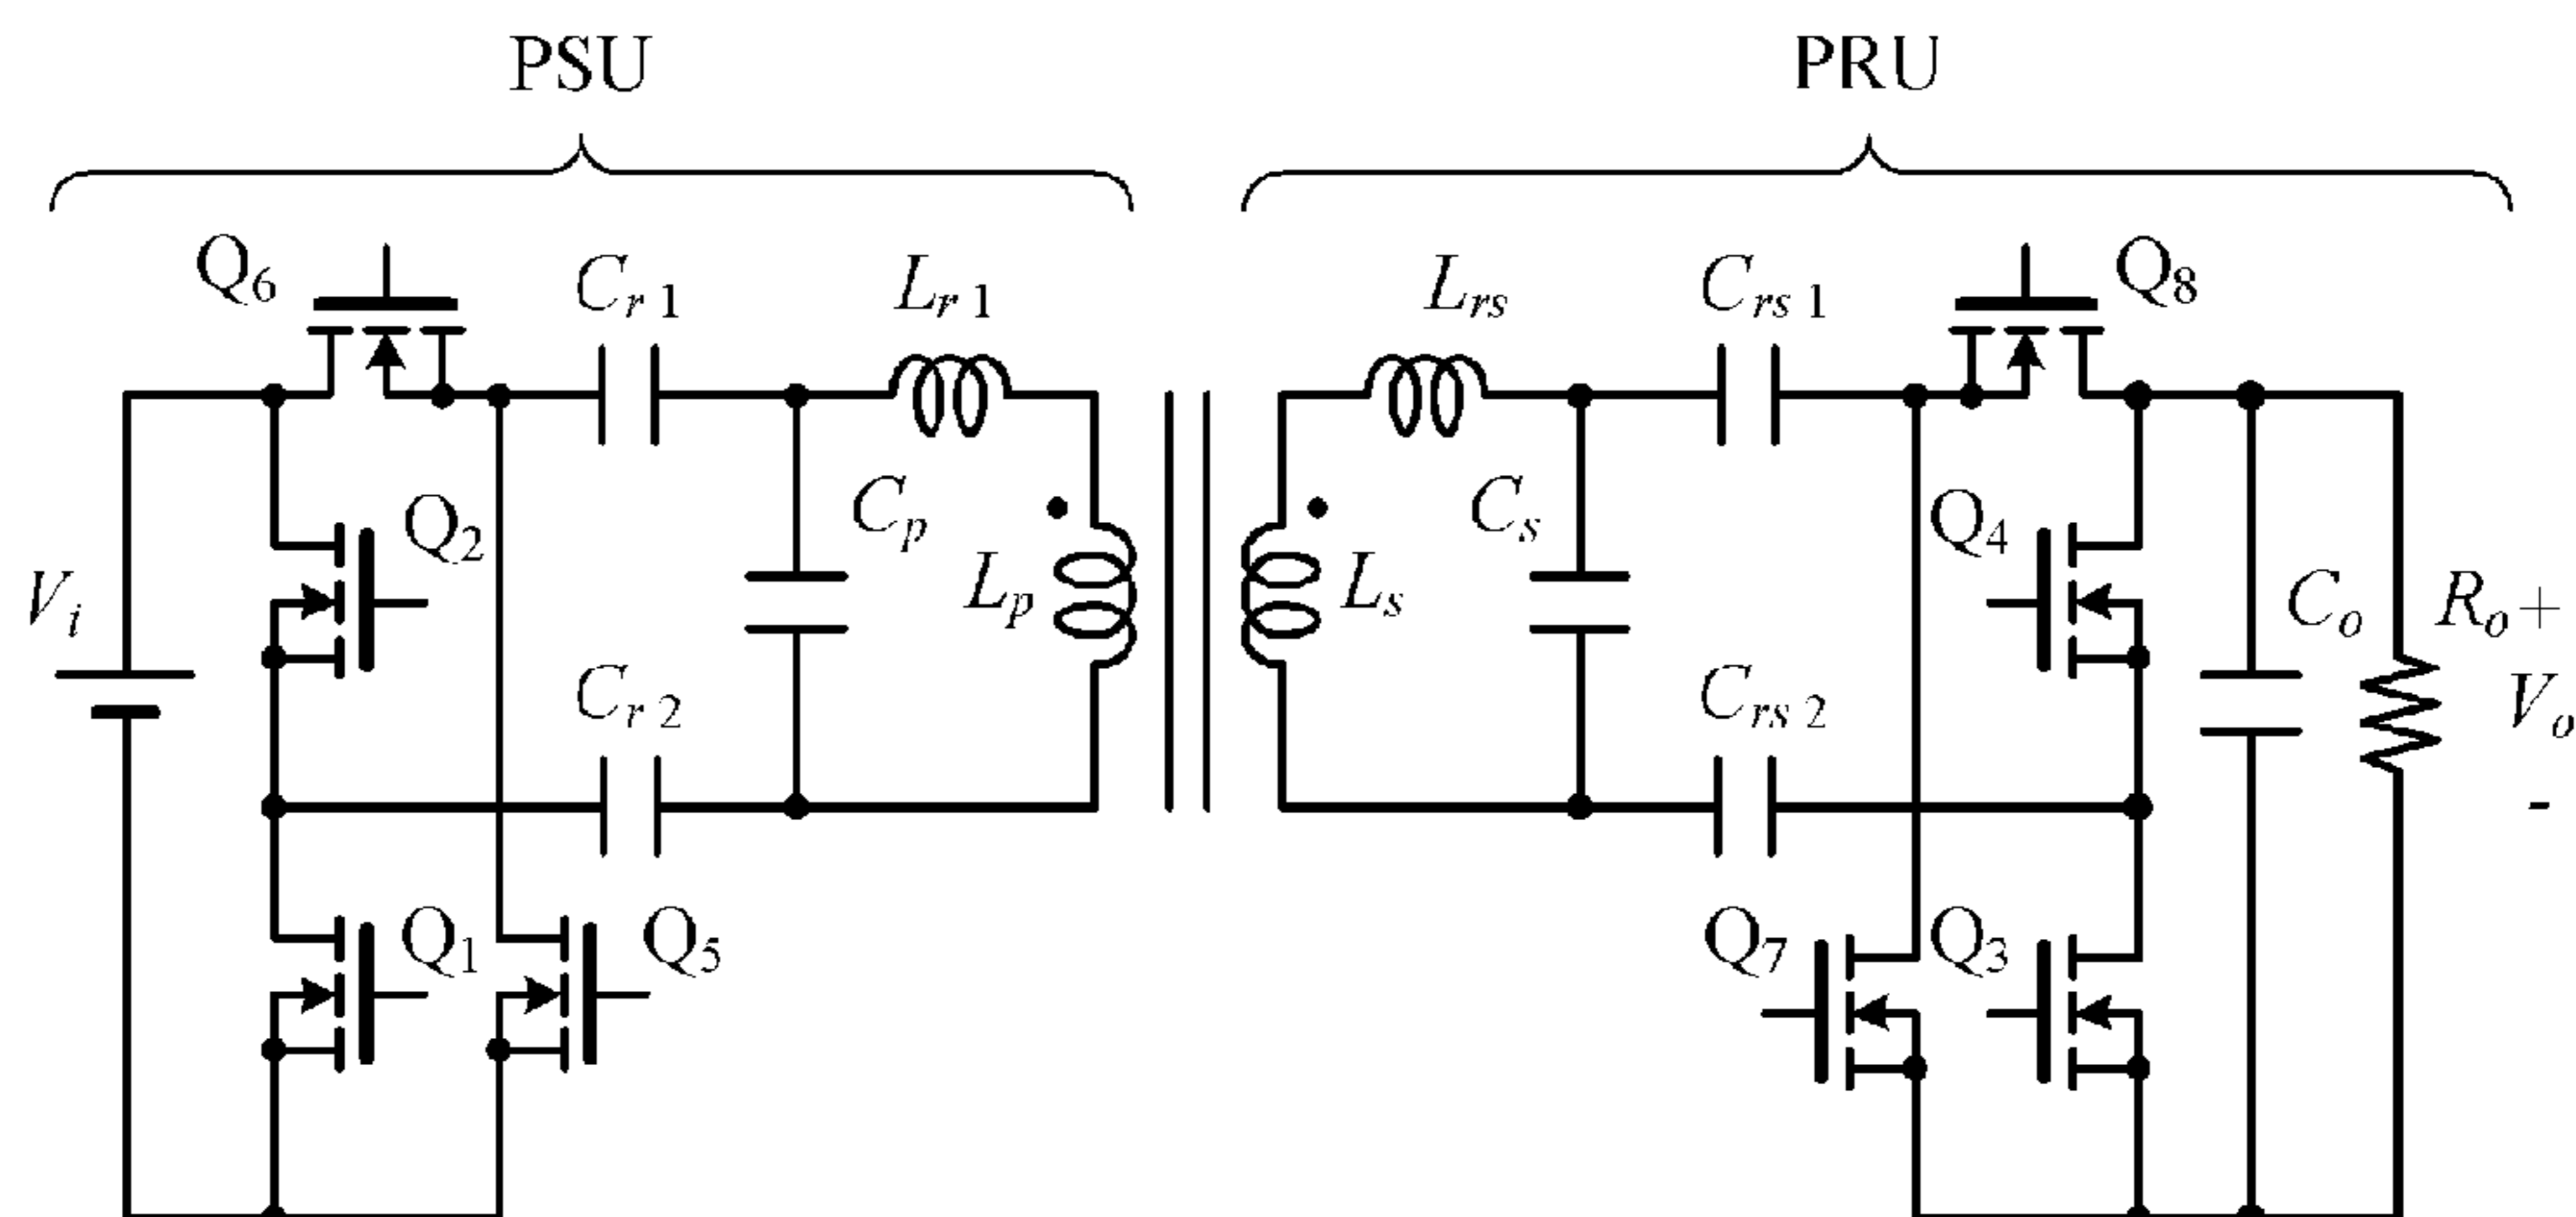 PSU PRU
Q6 Cr 1 Lr 1 Lrs Crs 1 Q8
Q2 Cp Cs Q4
Vi Lp Ls Co Ro +
Cr 2 Crs 2 Vo
-
Q1 Q5 Q7 Q3